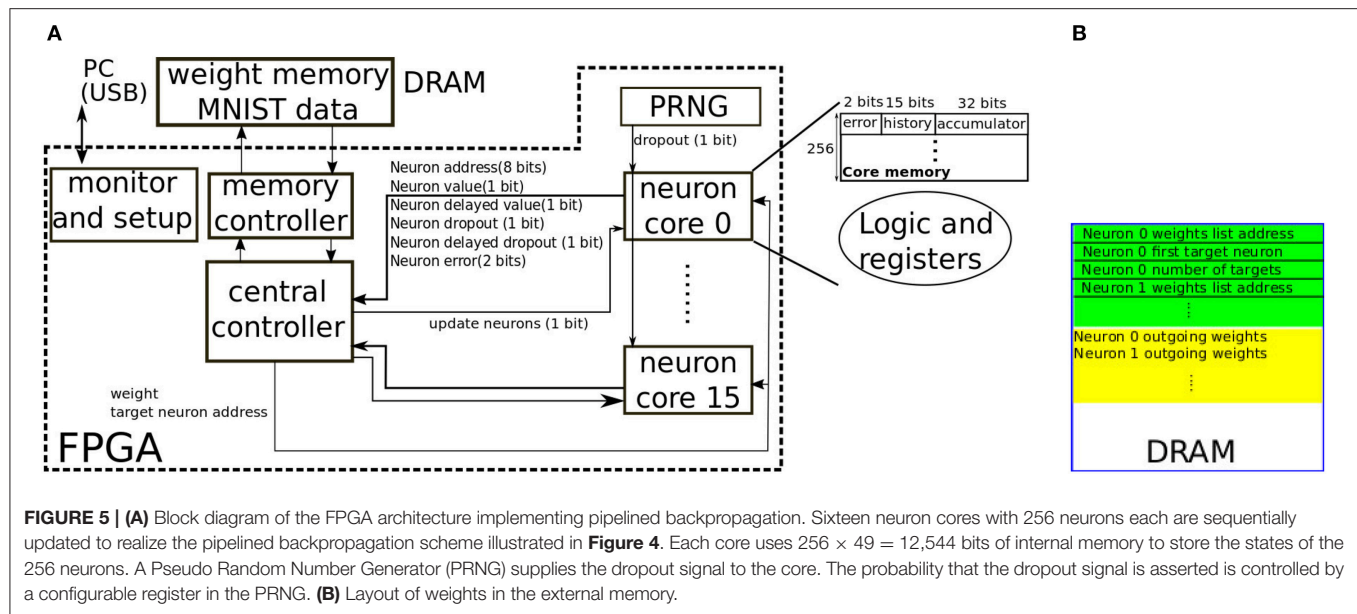 A
B
PC
(USB)
weight memory
MNIST data
DRAM
PRNG
dropout (1 bit)
2 bits 15 bits 32 bits
error history accumulator
256
Core memory
monitor
and setup
memory
controller
Neuron address(8 bits)
Neuron value(1 bit)
Neuron delayed value(1 bit)
Neuron dropout (1 bit)
Neuron delayed dropout (1 bit)
Neuron error(2 bits)
neuron
core 0
Logic and
registers
central
controller
update neurons (1 bit)
neuron
core 15
weight
target neuron address
FPGA
Neuron 0 weights list address
Neuron 0 first target neuron
Neuron 0 number of targets
Neuron 1 weights list address
Neuron 0 outgoing weights
Neuron 1 outgoing weights
DRAM
FIGURE 5 | (A) Block diagram of the FPGA architecture implementing pipelined backpropagation. Sixteen neuron cores with 256 neurons each are sequentially
updated to realize the pipelined backpropagation scheme illustrated in Figure 4. Each core uses 256 × 49 = 12,544 bits of internal memory to store the states of the
256 neurons. A Pseudo Random Number Generator (PRNG) supplies the dropout signal to the core. The probability that the dropout signal is asserted is controlled by
a configurable register in the PRNG. (B) Layout of weights in the external memory.